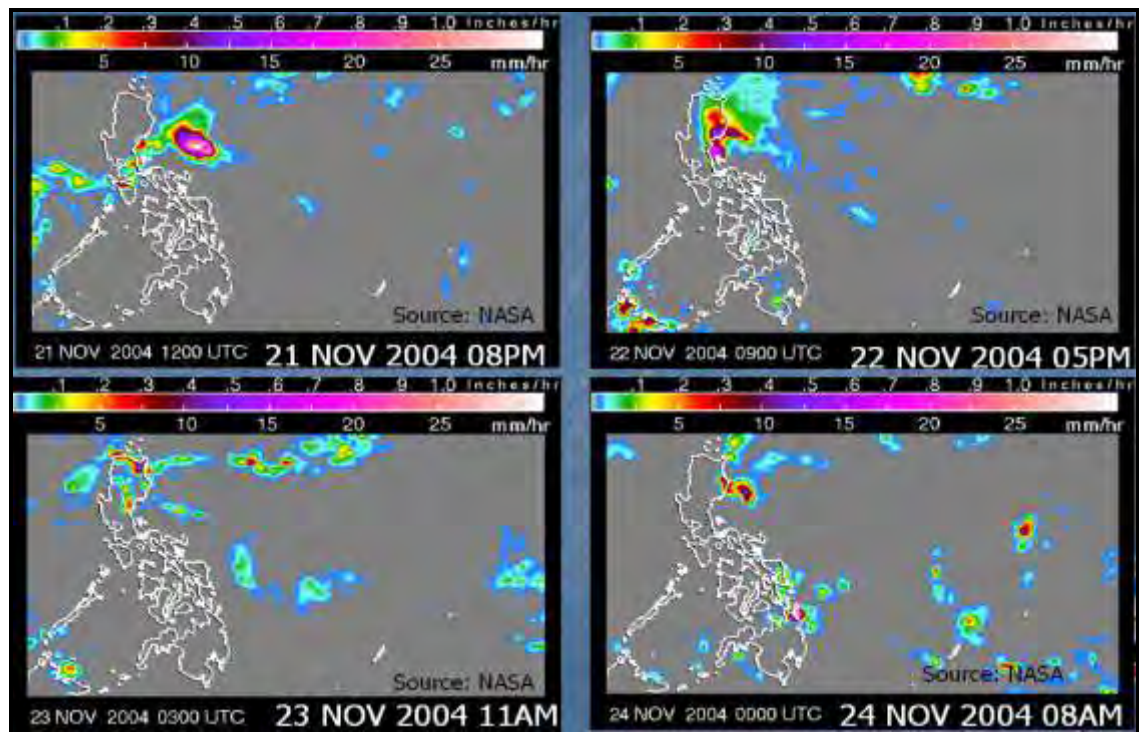 .1 .2 .3 .4 .5 .6 .7 .8 .9 1.0 Inches/hr
5 10 15 20 25 mm/hr
Source: NASA
21 NOV 2004 1200 UTC 21 NOV 2004 08PM
.1 .2 .3 .4 .5 .6 .7 .8 .9 1.0 Inches/hr
5 10 15 20 25 mm/hr
Source: NASA
22 NOV 2004 0900 UTC 22 NOV 2004 05PM
.1 .2 .3 .4 .5 .6 .7 .8 .9 1.0 Inches/hr
5 10 15 20 25 mm/hr
Source: NASA
23 NOV 2004 0300 UTC 23 NOV 2004 11AM
.1 .2 .3 .4 .5 .6 .7 .8 .9 1.0 Inches/hr
5 10 15 20 25 mm/hr
Source: NASA
24 NOV 2004 0000 UTC 24 NOV 2004 08AM